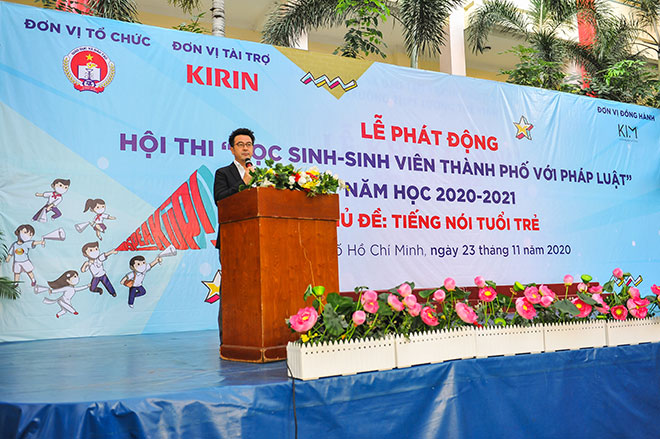 ĐƠN VỊ TỔ CHỨC
ĐƠN VỊ TÀI TRỢ
KIRIN
ĐƠN VỊ ĐỒNG HÀNH
KIM
LỄ PHÁT ĐỘNG
HỘI THI “HỌC SINH-SINH VIÊN THÀNH PHỐ VỚI PHÁP LUẬT”
NĂM HỌC 2020-2021
Ủ ĐỀ: TIẾNG NÓI TUỔI TRẺ
Ố Hồ Chí Minh, ngày 23 tháng 11 năm 2020